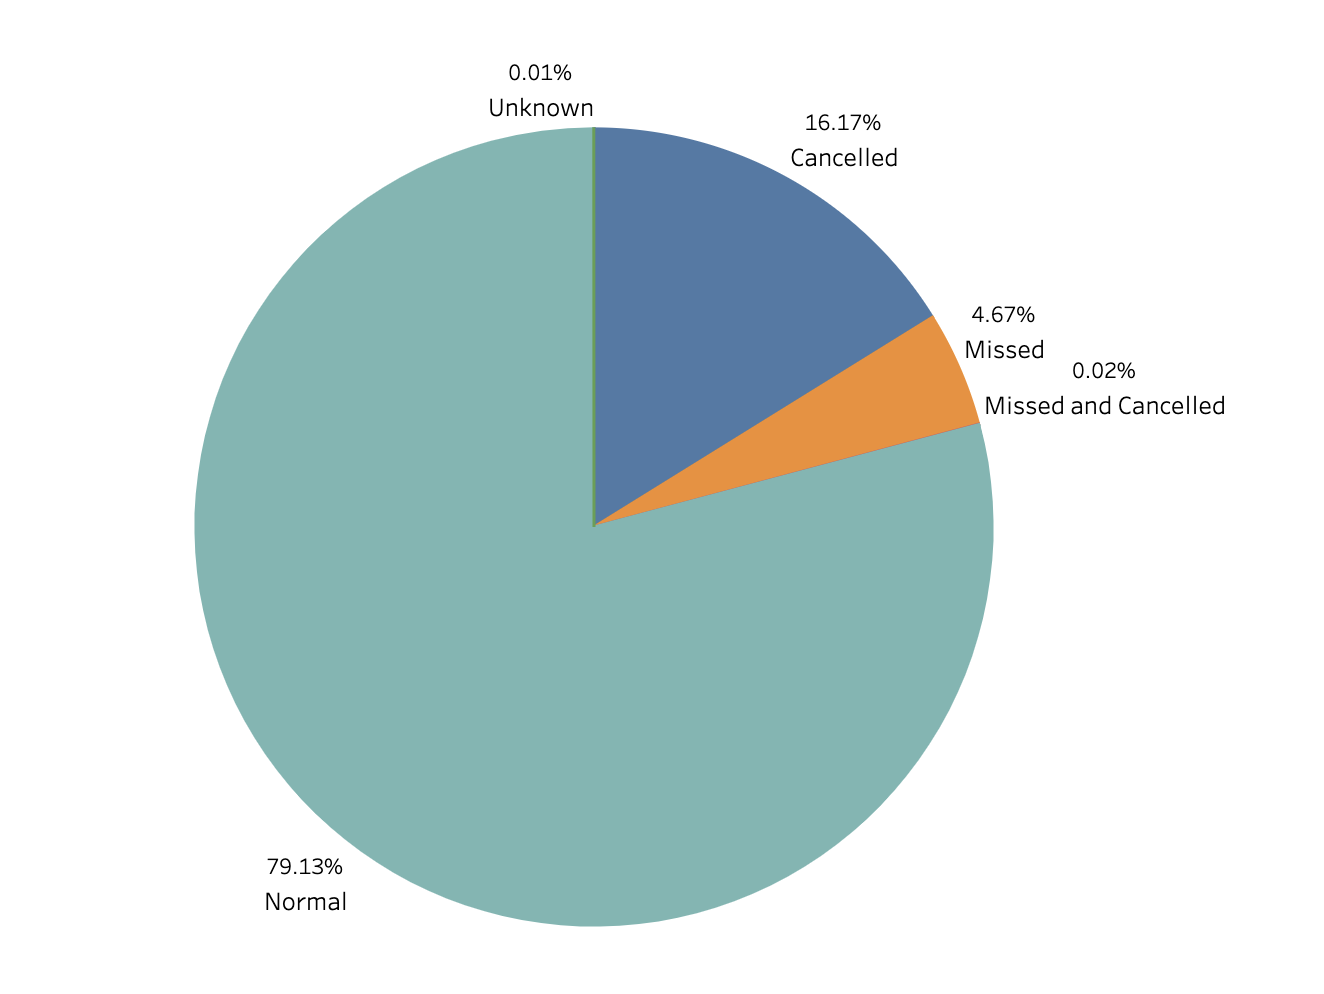 0.01%
Unknown
16.17%
Cancelled
4.67%
Missed
0.02%
Missed and Cancelled
79.13%
Normal